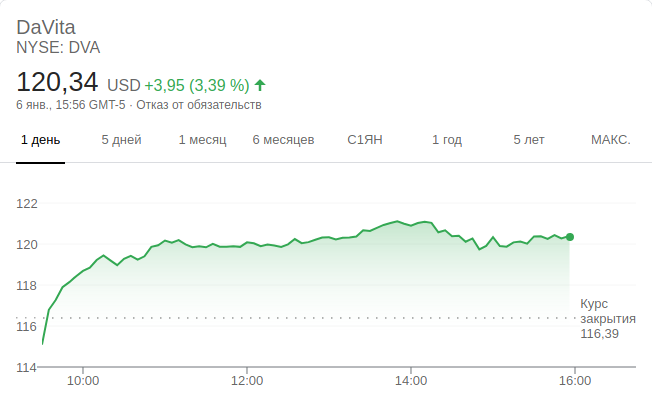 DaVita
NYSE: DVA
120,34 USD +3,95 (3,39 %)
6 янв., 15:56 GMT-5 · Отказ от обязательств
1 день 5 дней 1 месяц 6 месяцев С1ЯН 1 год 5 лет МАКС.
122
120
118
116
114
Курс
закрытия
116,39
10:00 12:00 14:00 16:00